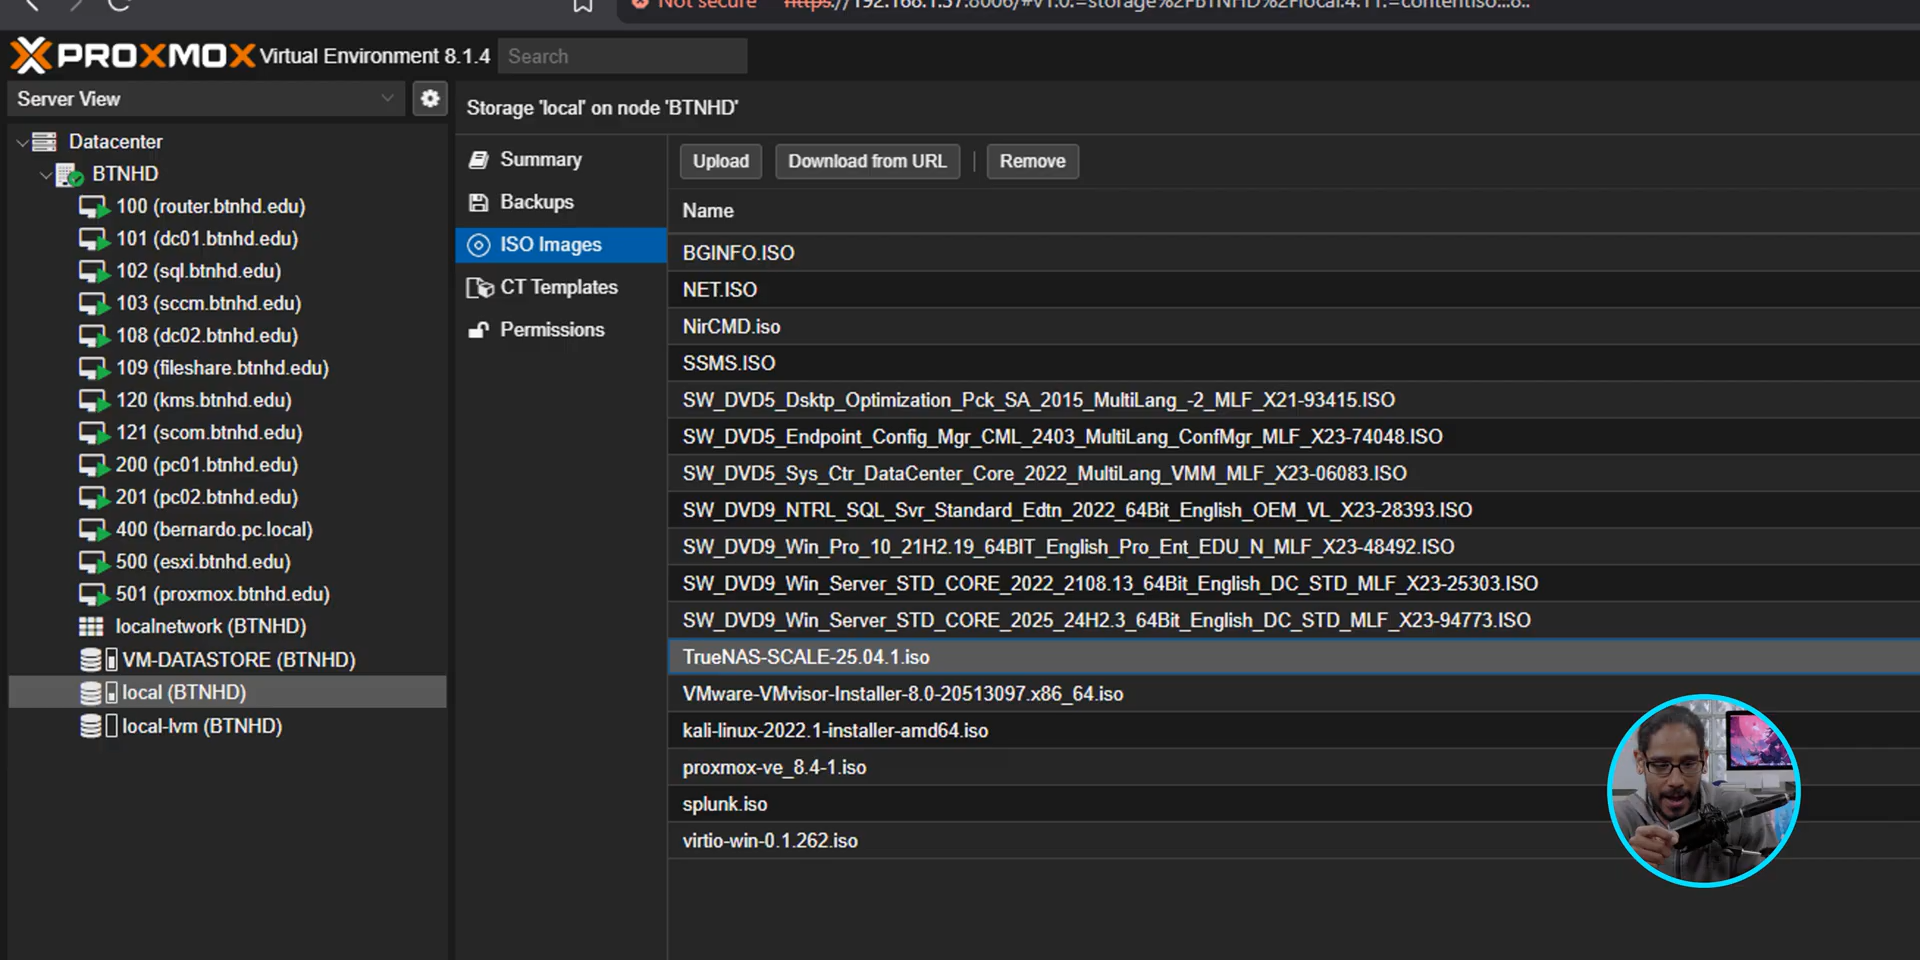 Not secure
PROXMOX Virtual Environment 8.1.4
Search
Server View
Datacenter
BTNHD
100 (router.btnhd.edu)
101 (dc01.btnhd.edu)
102 (sql.btnhd.edu)
103 (sccm.btnhd.edu)
108 (dc02.btnhd.edu)
109 (fileshare.btnhd.edu)
120 (kms.btnhd.edu)
121 (scom.btnhd.edu)
200 (pc01.btnhd.edu)
201 (pc02.btnhd.edu)
400 (bernardo.pc.local)
500 (esxi.btnhd.edu)
501 (proxmox.btnhd.edu)
localnetwork (BTNHD)
VM-DATASTORE (BTNHD)
local (BTNHD)
local-lvm (BTNHD)
Storage 'local' on node 'BTNHD'
Summary
Backups
ISO Images
CT Templates
Permissions
Upload
Download from URL
Remove
Name
BGINFO.ISO
NET.ISO
NirCMD.iso
SSMS.ISO
SW_DVD5_Dsktp_Optimization_Pck_SA_2015_MultiLang_-2_MLF_X21-93415.ISO
SW_DVD5_Endpoint_Config_Mgr_CML_2403_MultiLang_ConfMgr_MLF_X23-74048.ISO
SW_DVD5_Sys_Ctr_DataCenter_Core_2022_MultiLang_VMM_MLF_X23-06083.ISO
SW_DVD9_NTRL_SQL_Svr_Standard_Edtn_2022_64Bit_English_OEM_VL_X23-28393.ISO
SW_DVD9_Win_Pro_10_21H2.19_64BIT_English_Pro_Ent_EDU_N_MLF_X23-48492.ISO
SW_DVD9_Win_Server_STD_CORE_2022_2108.13_64Bit_English_DC_STD_MLF_X23-25303.ISO
SW_DVD9_Win_Server_STD_CORE_2025_24H2.3_64Bit_English_DC_STD_MLF_X23-94773.ISO
TrueNAS-SCALE-25.04.1.iso
VMware-VMvisor-Installer-8.0-20513097.x86_64.iso
kali-linux-2022.1-installer-amd64.iso
proxmox-ve_8.4-1.iso
splunk.iso
virtio-win-0.1.262.iso